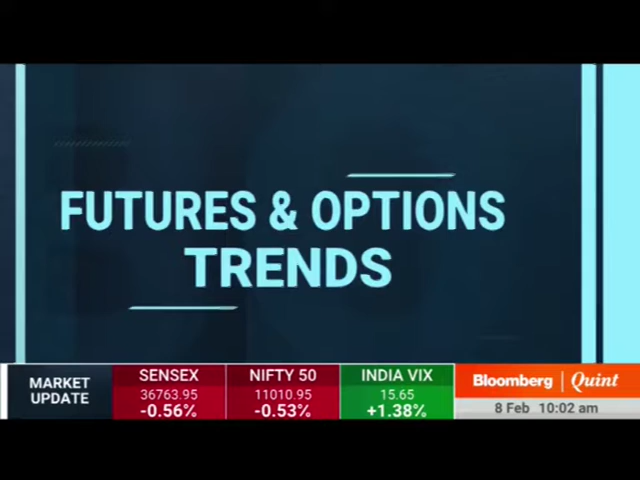 FUTURES & OPTIONS
TRENDS
MARKET
UPDATE
SENSEX
36763.95
-0.56%
NIFTY 50
11010.95
-0.53%
INDIA VIX
15.65
+1.38%
Bloomberg | Quint
8 Feb 10:02 am